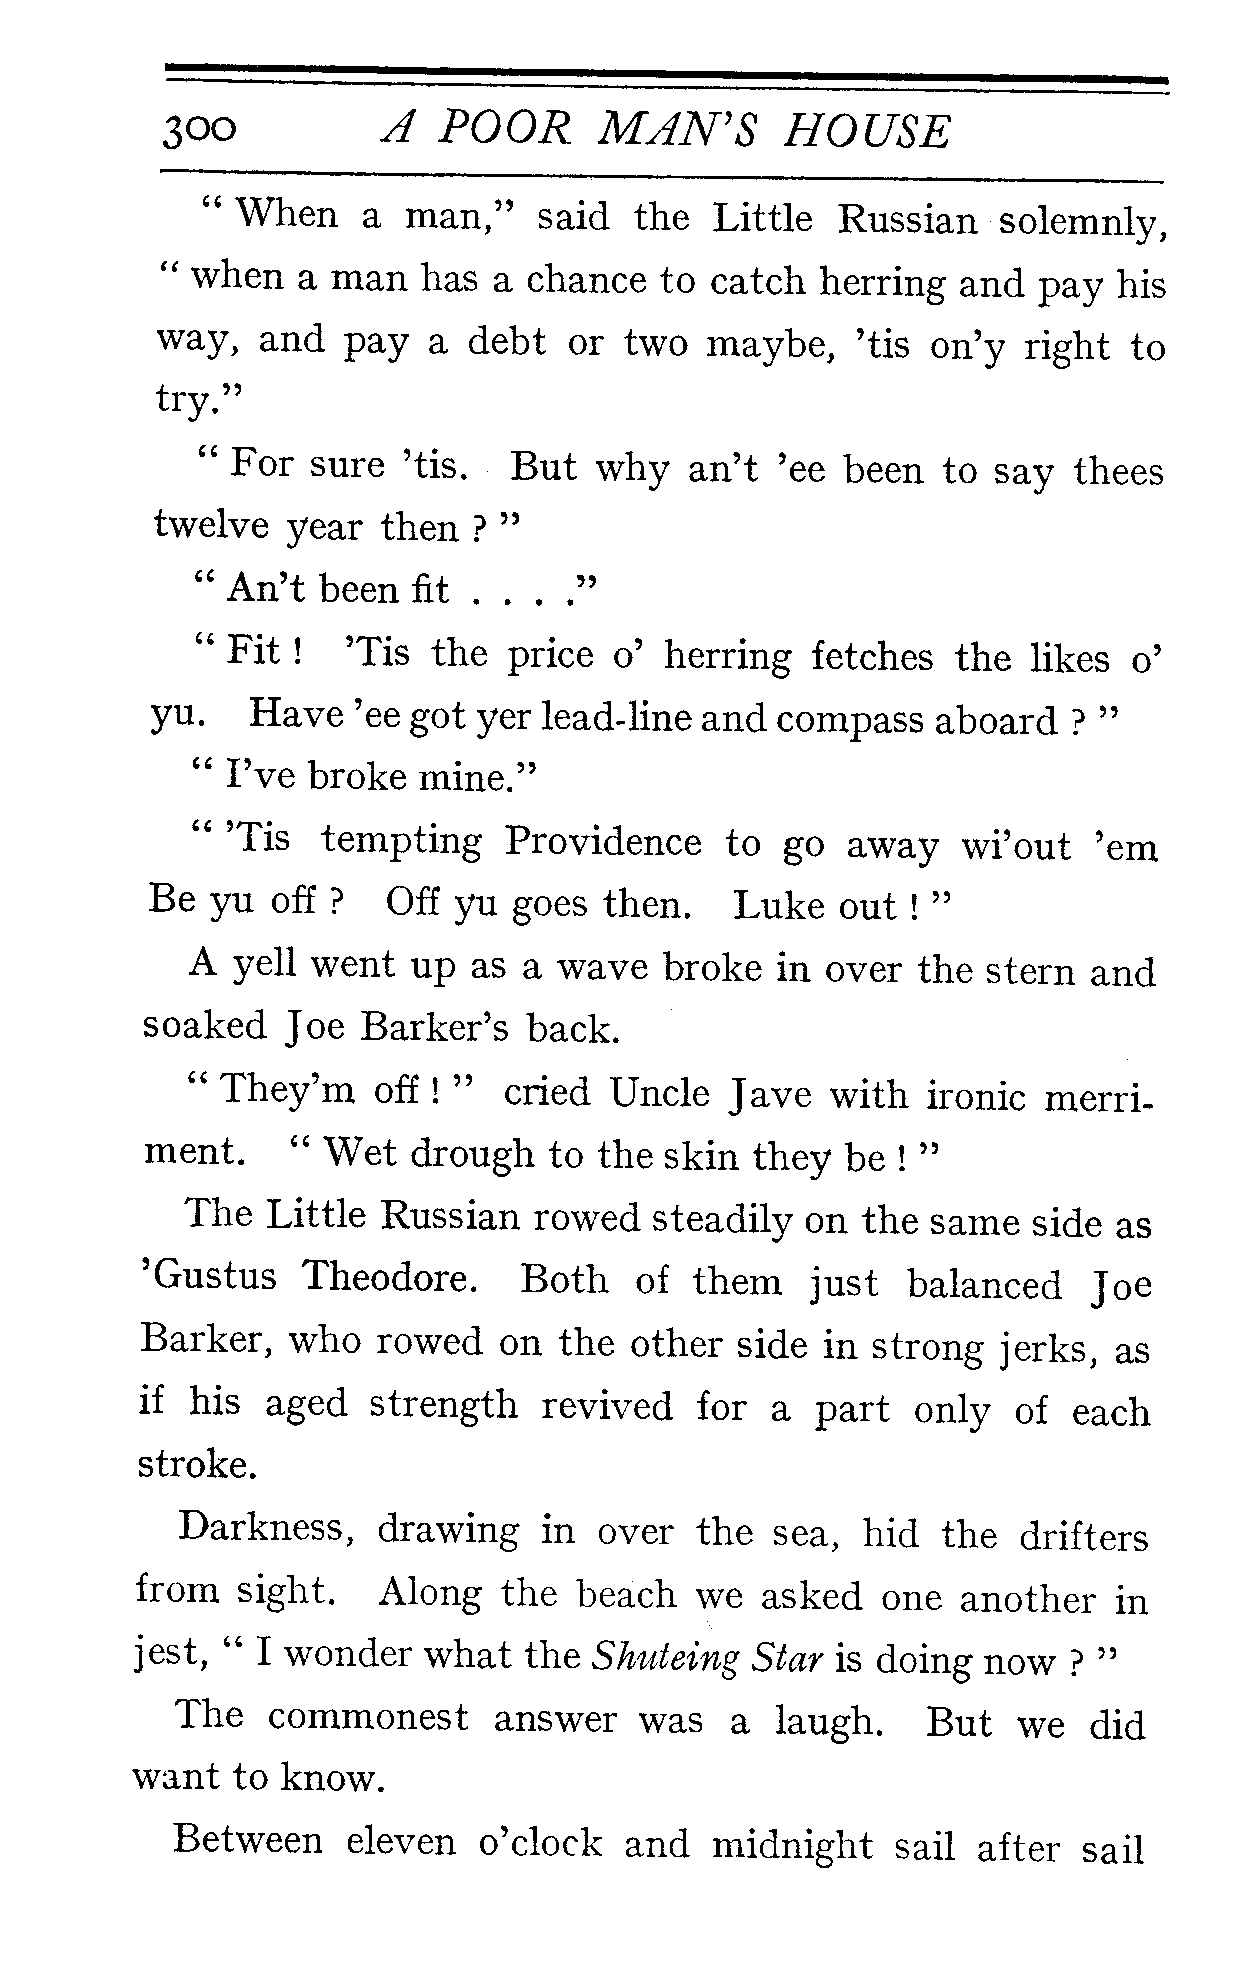 300 A POOR MAN'S HOUSE
“ When a man,” said the Little Russian solemnly,
“ when a man has a chance to catch herring and pay his
way, and pay a debt or two maybe, ’tis on’y right to
try.”
“ For sure ’tis. But why an’t ’ee been to say thees
twelve year then ? ”
“ An’t been fit . . . .”
“ Fit ! ’Tis the price o’ herring fetches the likes o’
yu. Have ’ee got yer lead-line and compass aboard ? ”
“ I’ve broke mine.”
“ ’Tis tempting Providence to go away wi’out ’em
Be yu off ? Off yu goes then. Luke out ! ”
A yell went up as a wave broke in over the stern and
soaked Joe Barker’s back.
“ They’m off ! ” cried Uncle Jave with ironic merri-
ment. “ Wet drough to the skin they be ! ”
The Little Russian rowed steadily on the same side as
’Gustus Theodore. Both of them just balanced Joe
Barker, who rowed on the other side in strong jerks, as
if his aged strength revived for a part only of each
stroke.
Darkness, drawing in over the sea, hid the drifters
from sight. Along the beach we asked one another in
jest, “ I wonder what the Shuteing Star is doing now ? ”
The commonest answer was a laugh. But we did
want to know.
Between eleven o’clock and midnight sail after sail